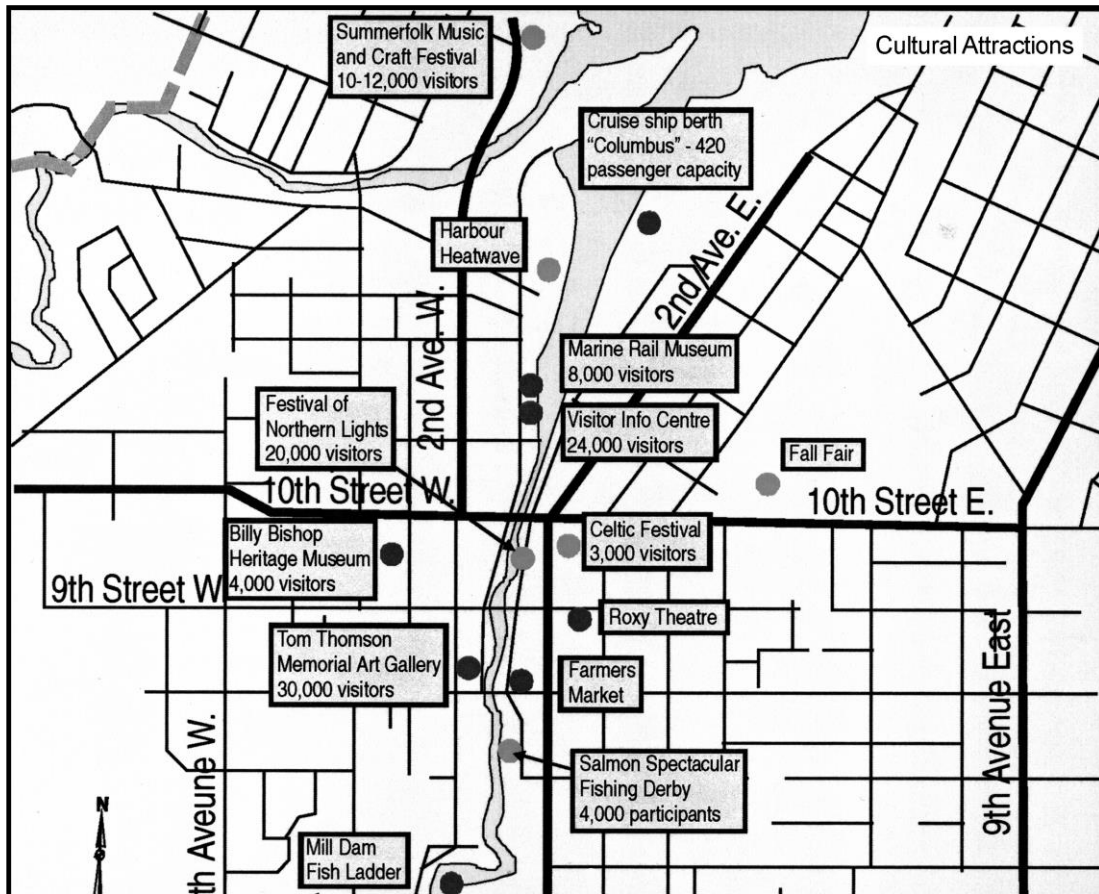 Cultural Attractions
Summerfolk Music
and Craft Festival
10-12,000 visitors
Cruise ship berth
“Columbus” - 420
passenger capacity
Harbour
Heatwave
2nd Ave. E.
2nd Ave. W.
Marine Rail Museum
8,000 visitors
Festival of
Northern Lights
20,000 visitors
Visitor Info Centre
24,000 visitors
Fall Fair
10th Street W.
10th Street E.
Billy Bishop
Heritage Museum
4,000 visitors
Celtic Festival
3,000 visitors
9th Street W
Roxy Theatre
Tom Thomson
Memorial Art Gallery
30,000 visitors
Farmers
Market
9th Avenue East
Salmon Spectacular
Fishing Derby
4,000 participants
th Aveune W.
N
Mill Dam
Fish Ladder